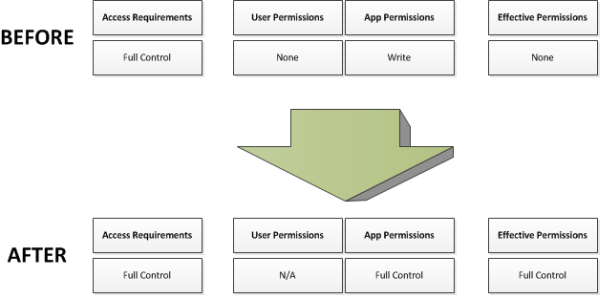 BEFORE
Access Requirements User Permissions App Permissions Effective Permissions
Full Control None Write None
AFTER
Access Requirements User Permissions App Permissions Effective Permissions
Full Control N/A Full Control Full Control